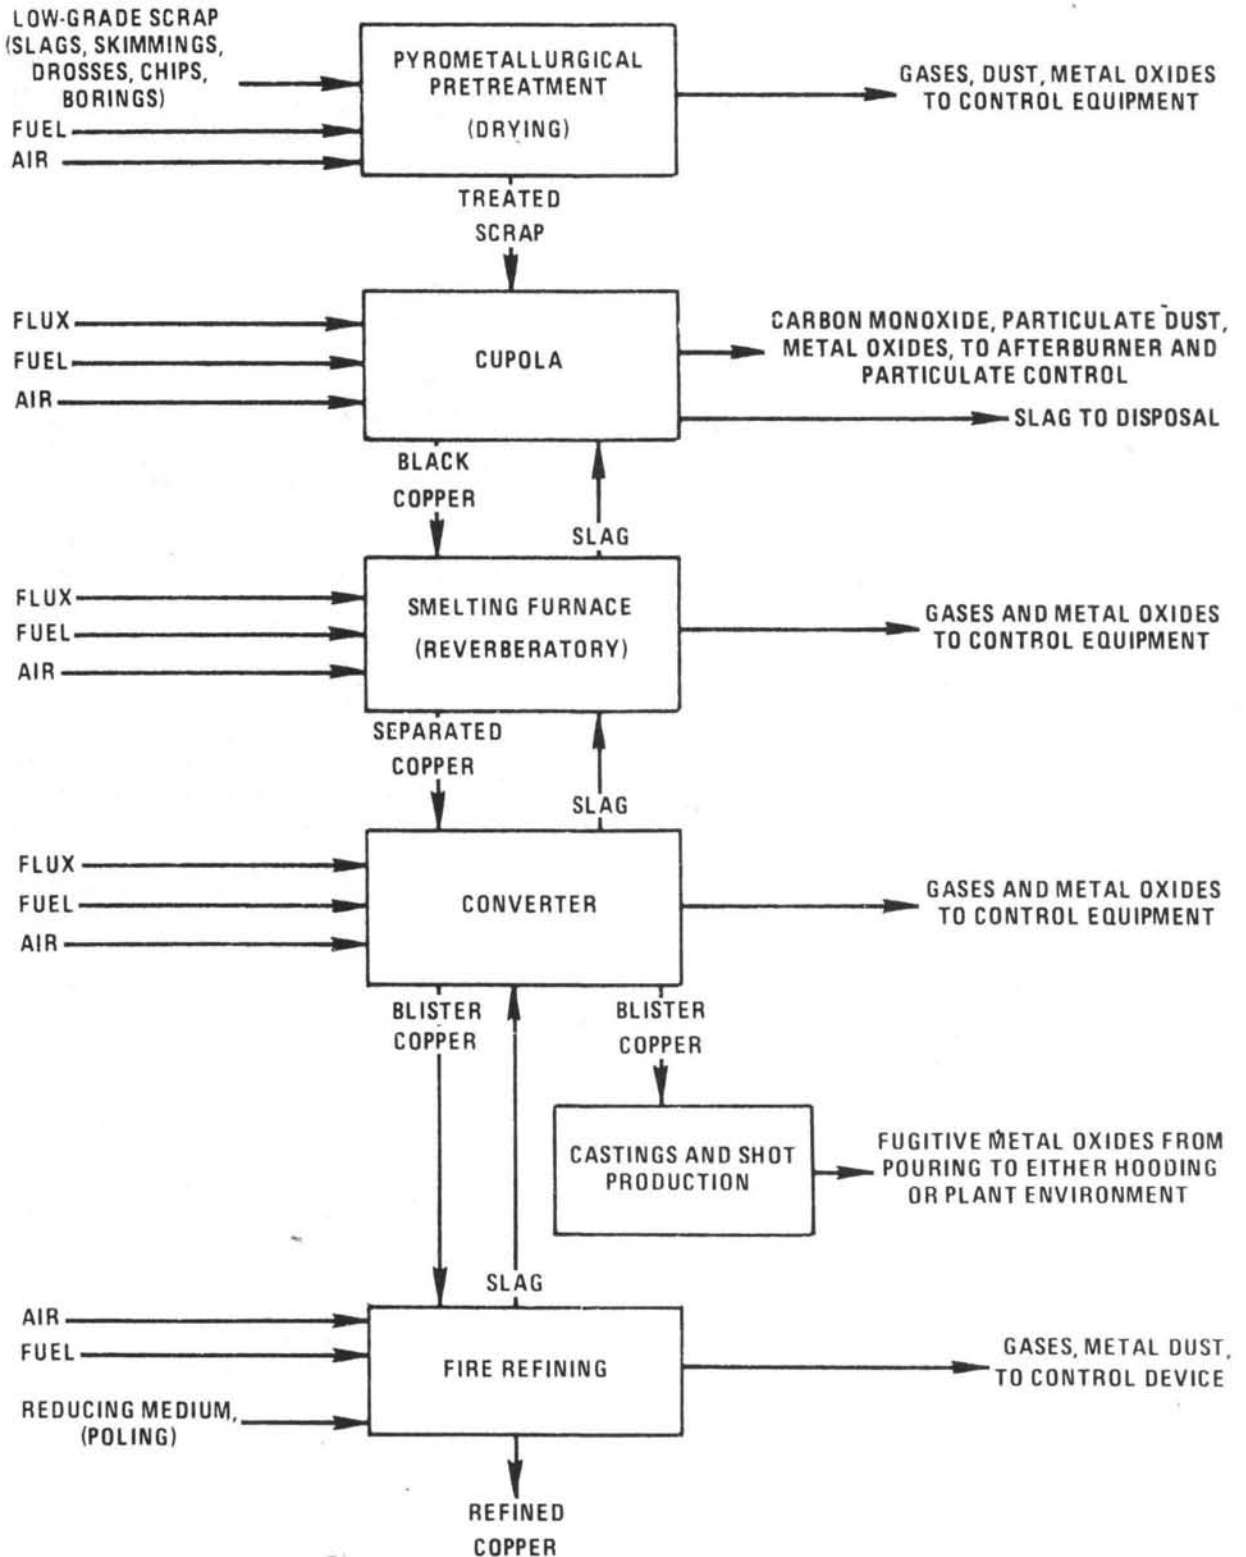 LOW-GRADE SCRAP
(SLAGS, SKIMMINGS,
DROSSES, CHIPS,
BORINGS)
FUEL
AIR
PYROMETALLURGICAL
PRETREATMENT
(DRYING)
GASES, DUST, METAL OXIDES
TO CONTROL EQUIPMENT
TREATED
SCRAP
FLUX
FUEL
AIR
CUPOLA
CARBON MONOXIDE, PARTICULATE DUST,
METAL OXIDES, TO AFTERBURNER AND
PARTICULATE CONTROL
SLAG TO DISPOSAL
BLACK
COPPER
SLAG
FLUX
FUEL
AIR
SMELTING FURNACE
(REVERBERATORY)
GASES AND METAL OXIDES
TO CONTROL EQUIPMENT
SEPARATED
COPPER
SLAG
FLUX
FUEL
AIR
CONVERTER
GASES AND METAL OXIDES
TO CONTROL EQUIPMENT
BLISTER
COPPER
BLISTER
COPPER
CASTINGS AND SHOT
PRODUCTION
FUGITIVE METAL OXIDES FROM
POURING TO EITHER HOODING
OR PLANT ENVIRONMENT
SLAG
AIR
FUEL
REDUCING MEDIUM,
(POLING)
FIRE REFINING
GASES, METAL DUST,
TO CONTROL DEVICE
REFINED
COPPER